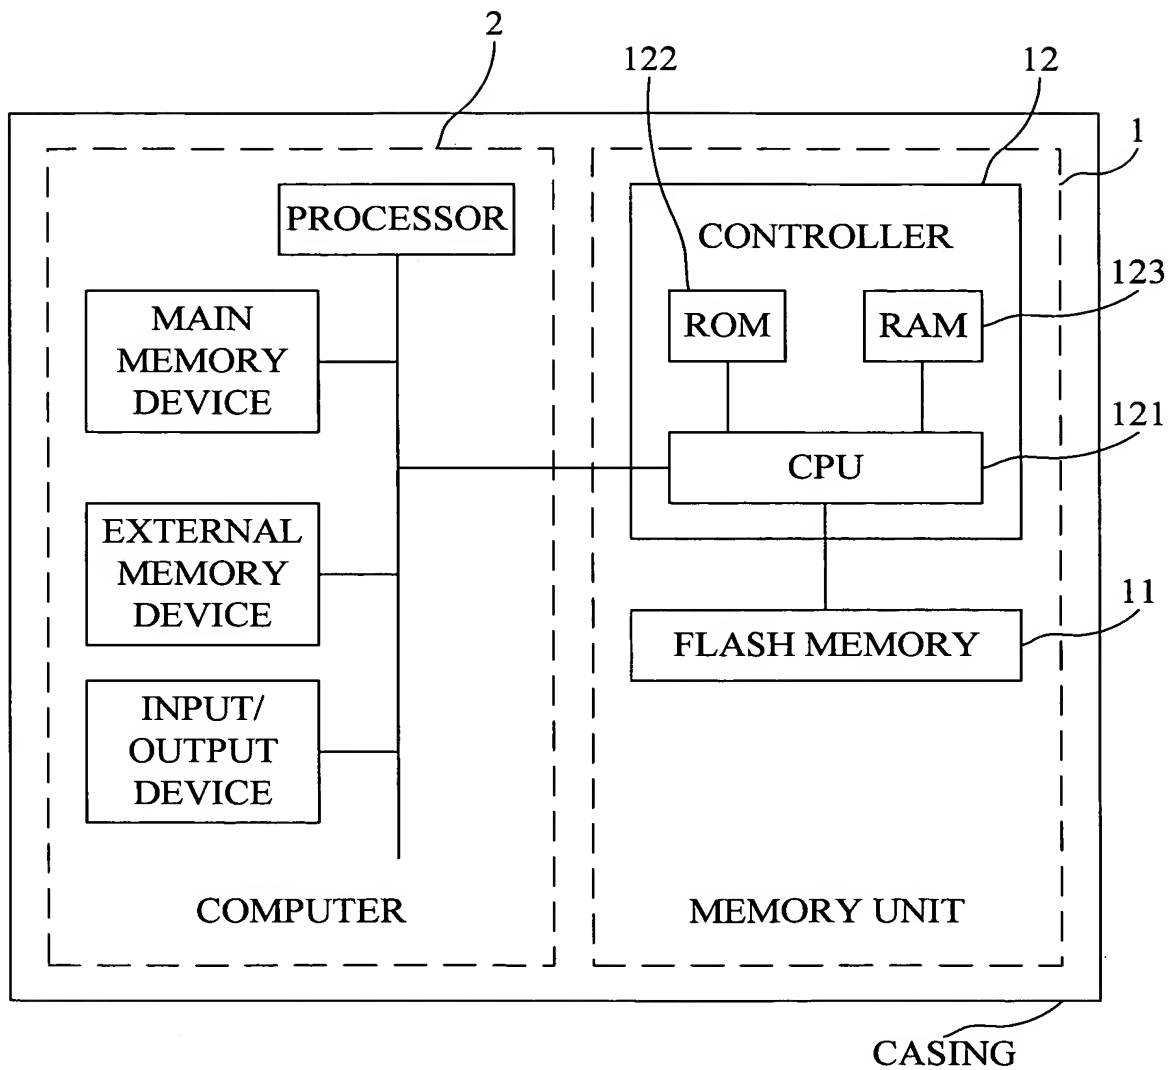 2
122
12
1
PROCESSOR
CONTROLLER
123
MAIN
MEMORY
DEVICE
ROM
RAM
121
CPU
EXTERNAL
MEMORY
DEVICE
11
FLASH MEMORY
INPUT/
OUTPUT
DEVICE
COMPUTER
MEMORY UNIT
CASING